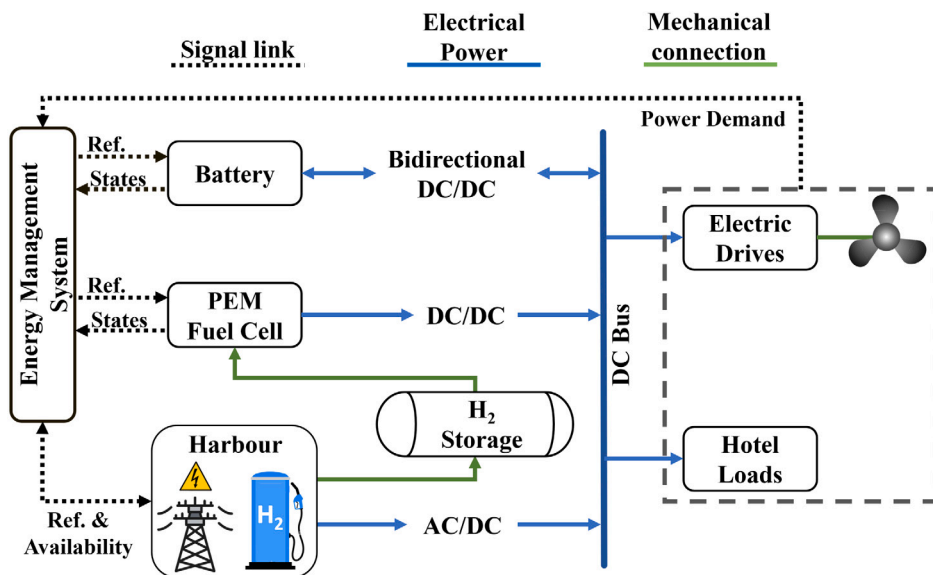 Signal link
Electrical
Power
Mechanical
connection
Power Demand
Energy Management
System
Ref.
States
Battery
Bidirectional
DC/DC
Electric
Drives
Ref.
States
PEM
Fuel Cell
DC/DC
DC Bus
H₂
Storage
Harbour
H₂
Hotel
Loads
Ref. &
Availability
AC/DC